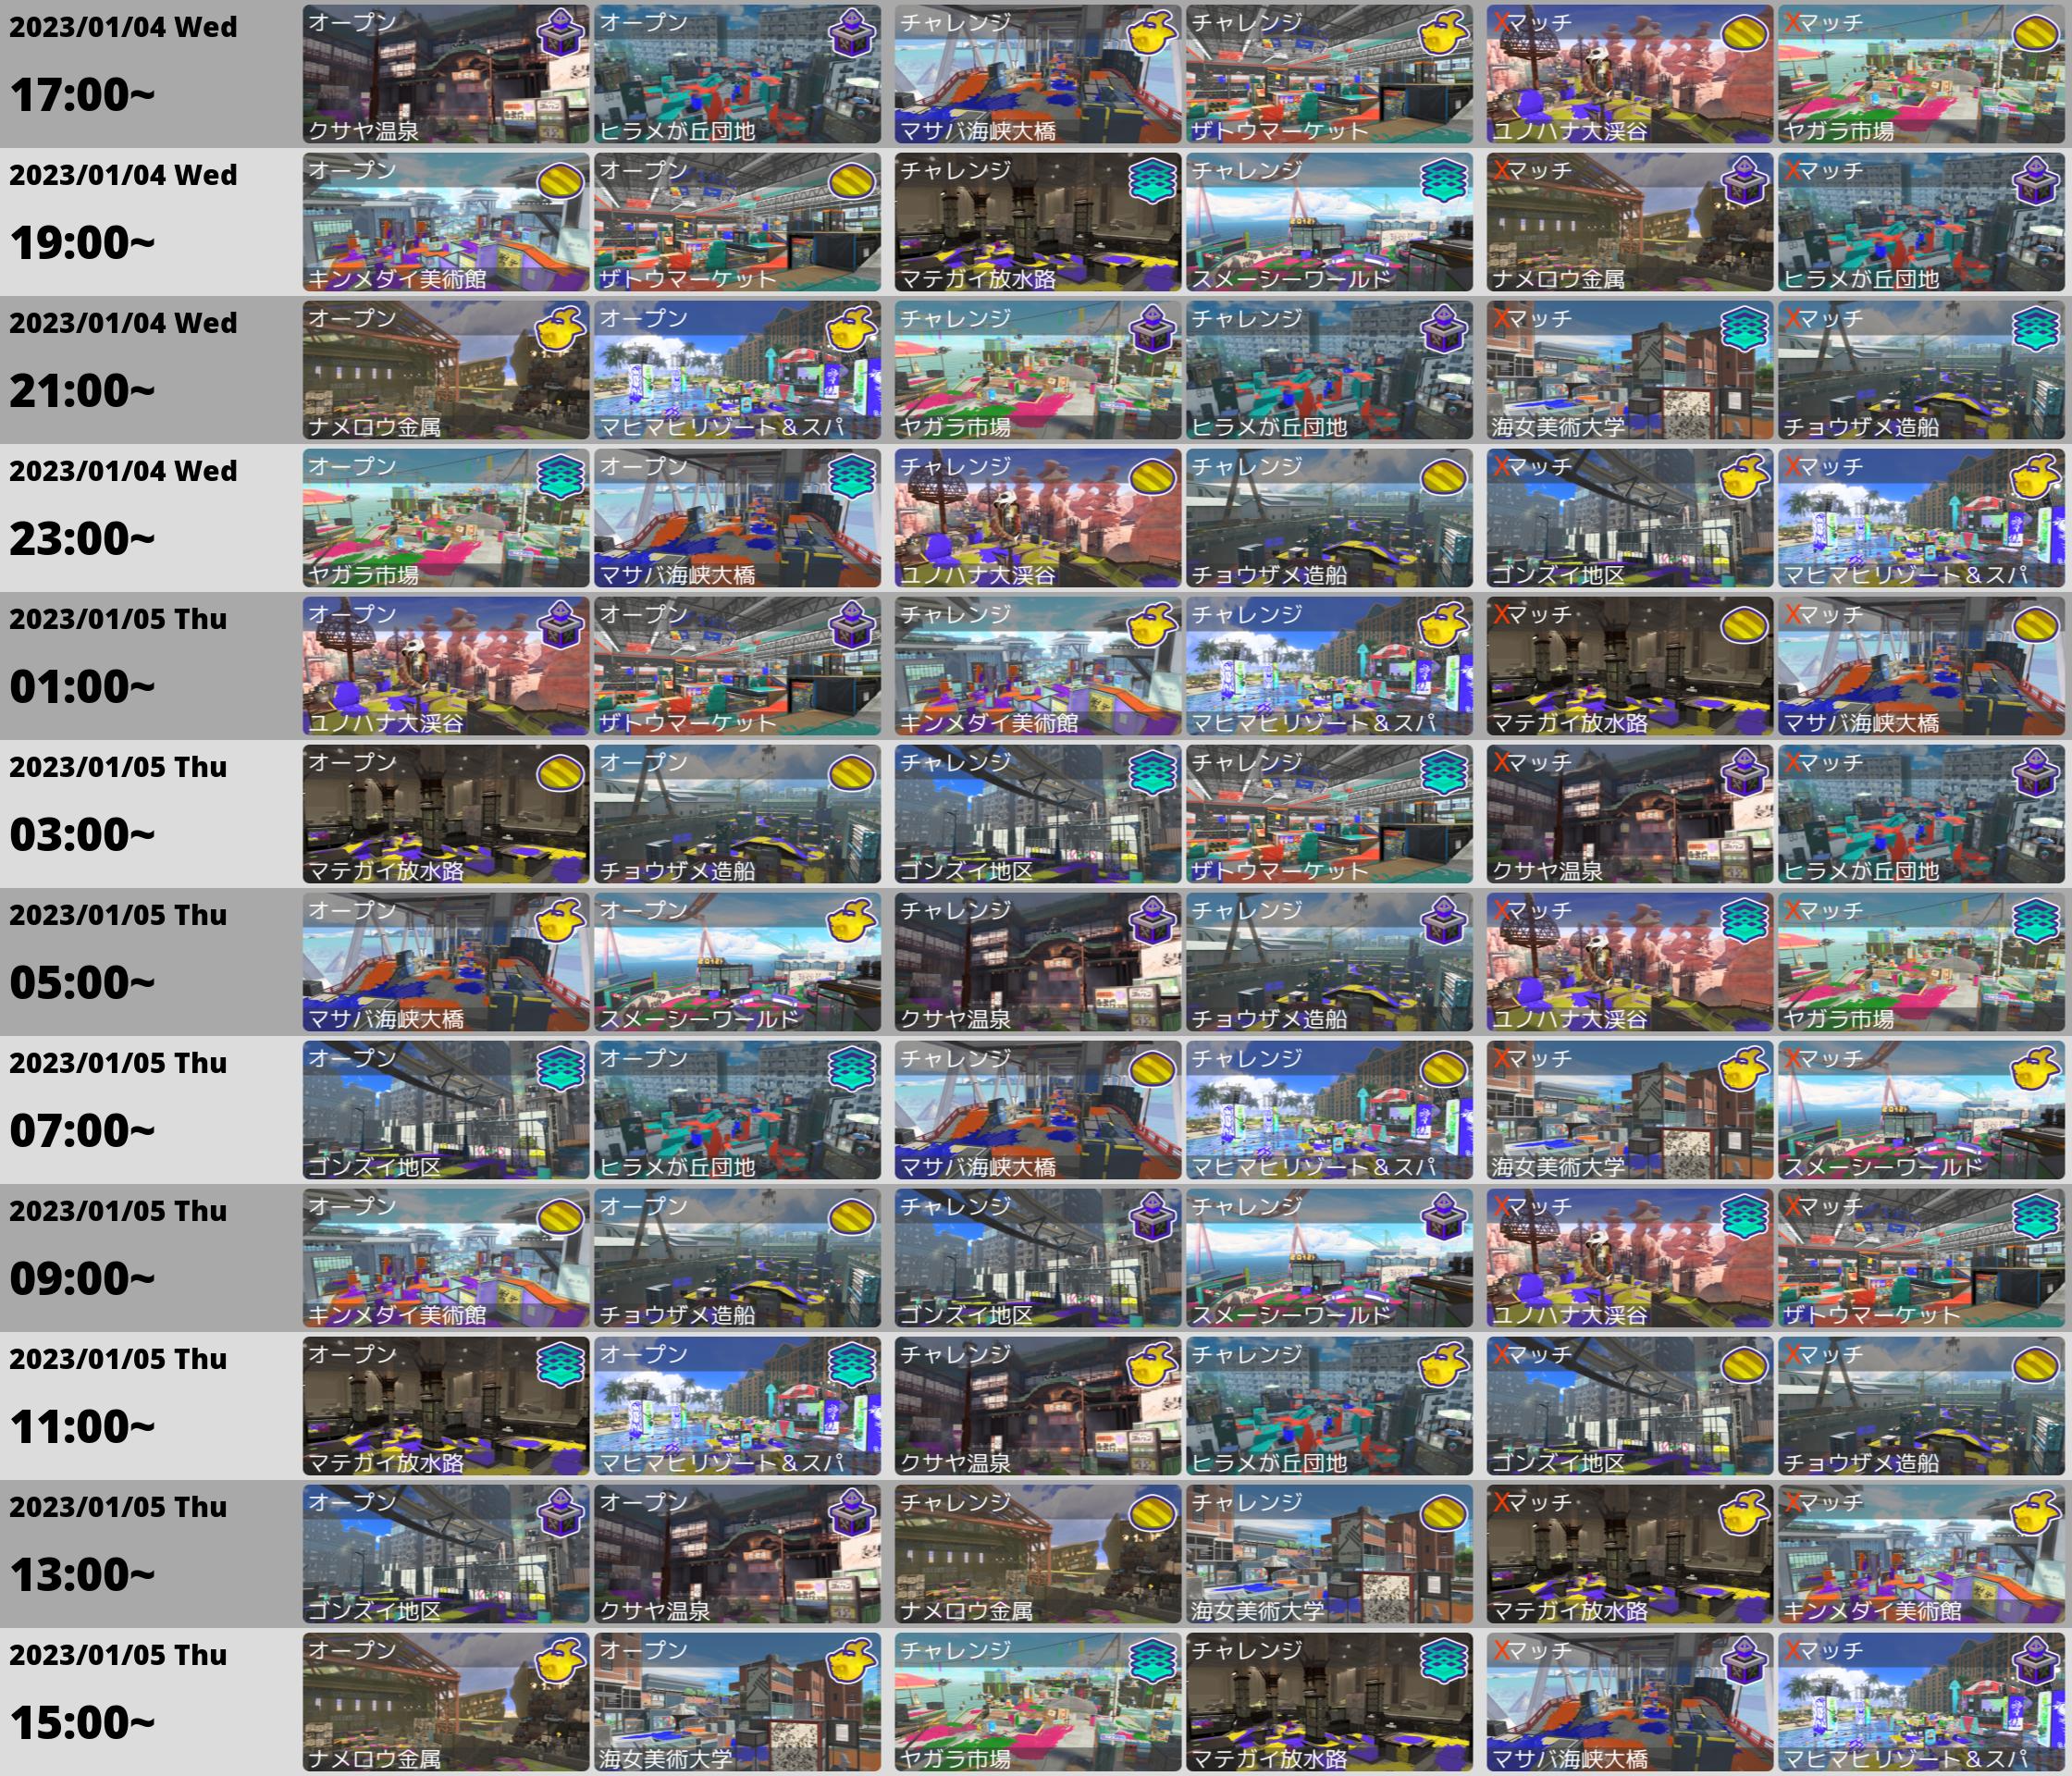 2023/01/04 Wed
17:00~
オープン
クサヤ温泉
オープン
ヒラメが丘団地
チャレンジ
マサバ海峡大橋
チャレンジ
ザトウマーケット
Xマッチ
ユノハナ大渓谷
Xマッチ
ヤガラ市場
2023/01/04 Wed
19:00~
オープン
キンメダイ美術館
オープン
ザトウマーケット
チャレンジ
マテガイ放水路
チャレンジ
スメーシーワールド
Xマッチ
ナメロウ金属
Xマッチ
ヒラメが丘団地
2023/01/04 Wed
21:00~
オープン
ナメロウ金属
オープン
マヒマヒリゾート＆スパ
チャレンジ
ヤガラ市場
チャレンジ
ヒラメが丘団地
Xマッチ
海女美術大学
Xマッチ
チョウザメ造船
2023/01/04 Wed
23:00~
オープン
ヤガラ市場
オープン
マサバ海峡大橋
チャレンジ
ユノハナ大渓谷
チャレンジ
チョウザメ造船
Xマッチ
ゴンズイ地区
Xマッチ
マヒマヒリゾート＆スパ
2023/01/05 Thu
01:00~
オープン
ユノハナ大渓谷
オープン
ザトウマーケット
チャレンジ
キンメダイ美術館
チャレンジ
マヒマヒリゾート＆スパ
Xマッチ
マテガイ放水路
Xマッチ
マサバ海峡大橋
2023/01/05 Thu
03:00~
オープン
マテガイ放水路
オープン
チョウザメ造船
チャレンジ
ゴンズイ地区
チャレンジ
ザトウマーケット
Xマッチ
クサヤ温泉
Xマッチ
ヒラメが丘団地
2023/01/05 Thu
05:00~
オープン
マサバ海峡大橋
オープン
スメーシーワールド
チャレンジ
クサヤ温泉
チャレンジ
チョウザメ造船
Xマッチ
ユノハナ大渓谷
Xマッチ
ヤガラ市場
2023/01/05 Thu
07:00~
オープン
ゴンズイ地区
オープン
ヒラメが丘団地
チャレンジ
マサバ海峡大橋
チャレンジ
マヒマヒリゾート＆スパ
Xマッチ
海女美術大学
Xマッチ
スメーシーワールド
2023/01/05 Thu
09:00~
オープン
キンメダイ美術館
オープン
チョウザメ造船
チャレンジ
ゴンズイ地区
チャレンジ
スメーシーワールド
Xマッチ
ユノハナ大渓谷
Xマッチ
ザトウマーケット
2023/01/05 Thu
11:00~
オープン
マテガイ放水路
オープン
マヒマヒリゾート＆スパ
チャレンジ
クサヤ温泉
チャレンジ
ヒラメが丘団地
Xマッチ
ゴンズイ地区
Xマッチ
チョウザメ造船
2023/01/05 Thu
13:00~
オープン
ゴンズイ地区
オープン
クサヤ温泉
チャレンジ
ナメロウ金属
チャレンジ
海女美術大学
Xマッチ
マテガイ放水路
Xマッチ
キンメダイ美術館
2023/01/05 Thu
15:00~
オープン
ナメロウ金属
オープン
海女美術大学
チャレンジ
ヤガラ市場
チャレンジ
マテガイ放水路
Xマッチ
マサバ海峡大橋
Xマッチ
マヒマヒリゾート＆スパ